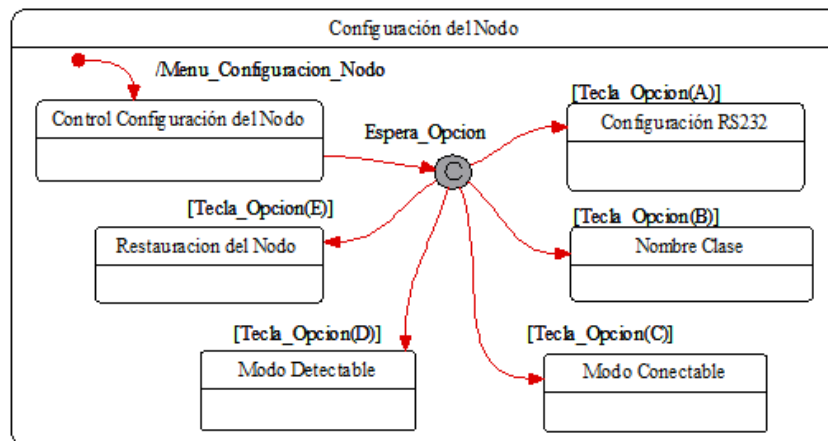 Configuración del Nodo
/Menu_Configuracion_Nodo
Control Configuración del Nodo
Espera_Opcion
C
[Tecla_Opcion(A)]
Configuración RS232
[Tecla_Opcion(E)]
Restauracion del Nodo
[Tecla_Opcion(B)]
Nombre Clase
[Tecla_Opcion(D)]
Modo Detectable
[Tecla_Opcion(C)]
Modo Conectable